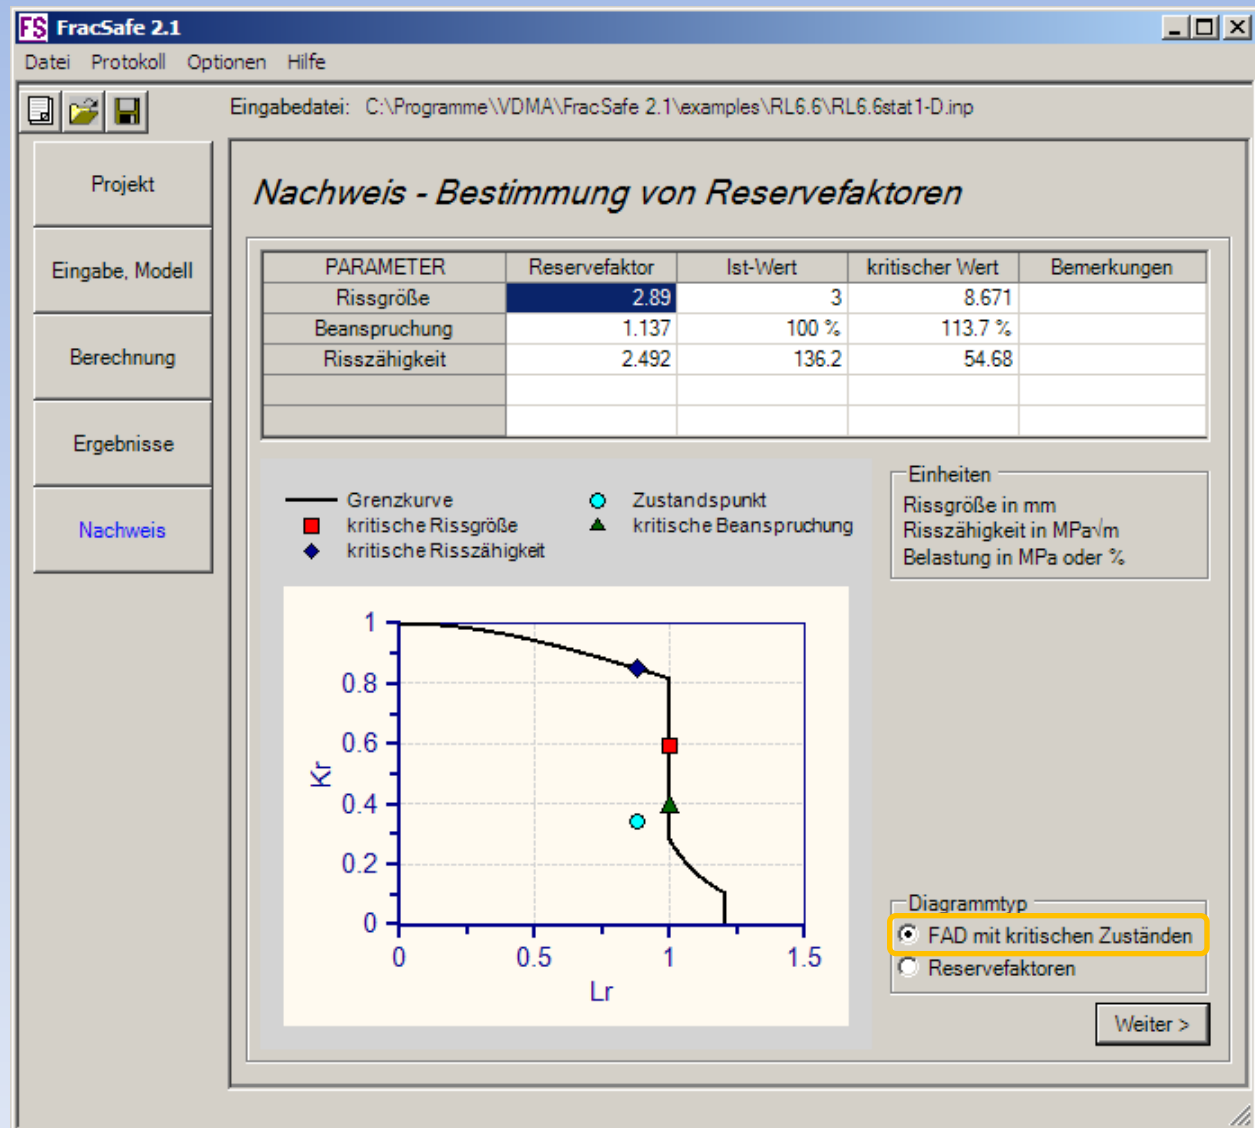 FS FracSafe 2.1
Datei Protokoll Optionen Hilfe
Eingabedatei: C:\Programme\VDMA\FracSafe 2.1\examples\RL6.6\RL6.6stat1-D.inp
Projekt
Eingabe, Modell
Berechnung
Ergebnisse
Nachweis
Nachweis - Bestimmung von Reservefaktoren
PARAMETER Reservefaktor Ist-Wert kritischer Wert Bemerkungen
Rissgröße 2.89 3 8.671
Beanspruchung 1.137 100 % 113.7 %
Risszähigkeit 2.492 136.2 54.68
Grenzkurve Zustandspunkt
kritische Rissgröße kritische Beanspruchung
kritische Risszähigkeit
Einheiten
Rissgröße in mm
Risszähigkeit in MPa√m
Belastung in MPa oder %
1
0.8
0.6
0.4
0.2
0
Kr
0 0.5 1 1.5
Lr
Diagrammtyp
FAD mit kritischen Zuständen
Reservefaktoren
Weiter >